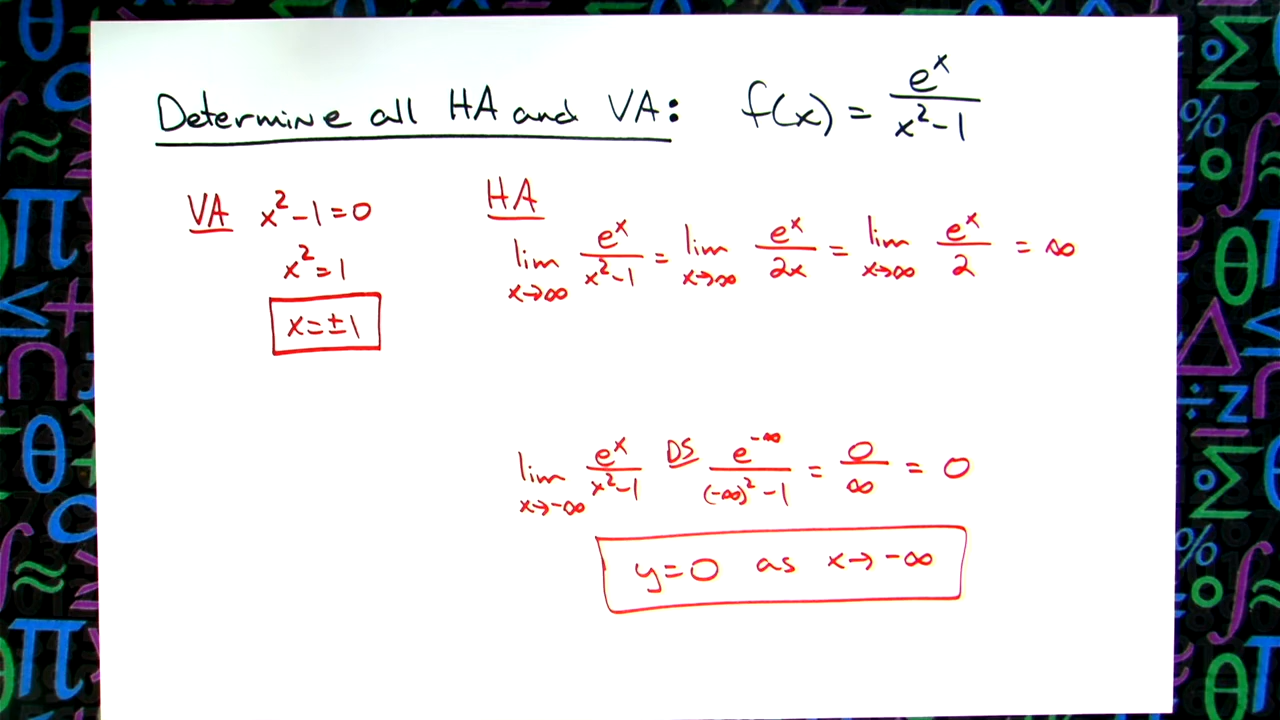 Determine all HA and VA: f(x) = e^x / (x^2 - 1)
VA x^2 - 1 = 0
x^2 = 1
x = ±1
HA
lim x→∞ e^x / (x^2 - 1) = lim x→∞ e^x / 2x = lim x→∞ e^x / 2 = ∞
lim x→-∞ e^x / (x^2 - 1) DS e^-∞ / ((-∞)^2 - 1) = 0 / ∞ = 0
y = 0 as x → -∞